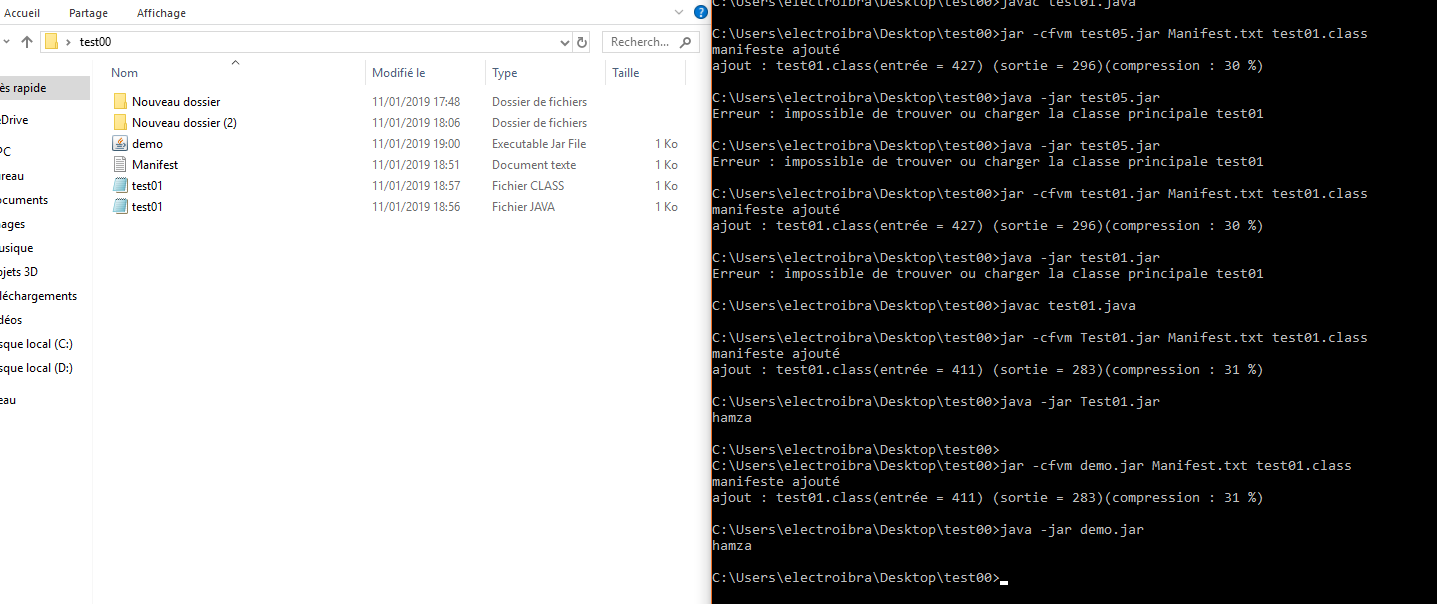 Accueil Partage Affichage
test00 Recherch...
Nom Modifié le Type Taille
ès rapide
Nouveau dossier 11/01/2019 17:48 Dossier de fichiers
eDrive
Nouveau dossier (2) 11/01/2019 18:06 Dossier de fichiers
demo 11/01/2019 19:00 Executable Jar File 1 Ko
PC
Manifest 11/01/2019 18:51 Document texte 1 Ko
reau
test01 11/01/2019 18:57 Fichier CLASS 1 Ko
ocuments
test01 11/01/2019 18:56 Fichier JAVA 1 Ko
nages
usique
ojets 3D
léchargements
déos
sque local (C:)
sque local (D:)
eau
C:\Users\electroibra\Desktop\test00>javac test01.java
C:\Users\electroibra\Desktop\test00>jar -cfvm test05.jar Manifest.txt test01.class
manifeste ajouté
ajout : test01.class(entrée = 427) (sortie = 296)(compression : 30 %)
C:\Users\electroibra\Desktop\test00>java -jar test05.jar
Erreur : impossible de trouver ou charger la classe principale test01
C:\Users\electroibra\Desktop\test00>java -jar test05.jar
Erreur : impossible de trouver ou charger la classe principale test01
C:\Users\electroibra\Desktop\test00>jar -cfvm test01.jar Manifest.txt test01.class
manifeste ajouté
ajout : test01.class(entrée = 427) (sortie = 296)(compression : 30 %)
C:\Users\electroibra\Desktop\test00>java -jar test01.jar
Erreur : impossible de trouver ou charger la classe principale test01
C:\Users\electroibra\Desktop\test00>javac test01.java
C:\Users\electroibra\Desktop\test00>jar -cfvm Test01.jar Manifest.txt test01.class
manifeste ajouté
ajout : test01.class(entrée = 411) (sortie = 283)(compression : 31 %)
C:\Users\electroibra\Desktop\test00>java -jar Test01.jar
hamza
C:\Users\electroibra\Desktop\test00>
C:\Users\electroibra\Desktop\test00>jar -cfvm demo.jar Manifest.txt test01.class
manifeste ajouté
ajout : test01.class(entrée = 411) (sortie = 283)(compression : 31 %)
C:\Users\electroibra\Desktop\test00>java -jar demo.jar
hamza
C:\Users\electroibra\Desktop\test00>